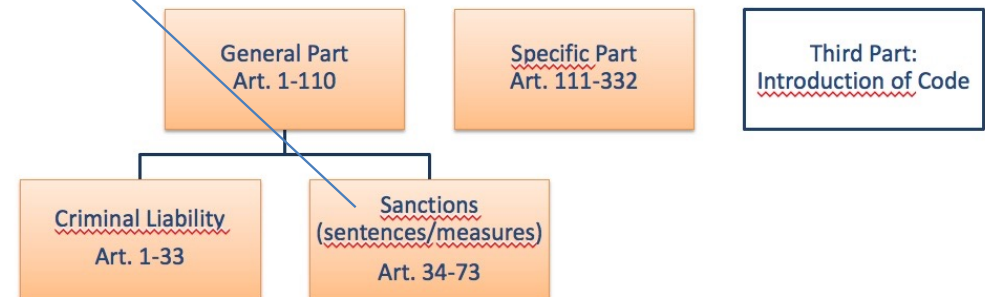 General Part
Art. 1-110
Specific Part
Art. 111-332
Third Part:
Introduction of Code
Criminal Liability
Art. 1-33
Sanctions
(sentences/measures)
Art. 34-73